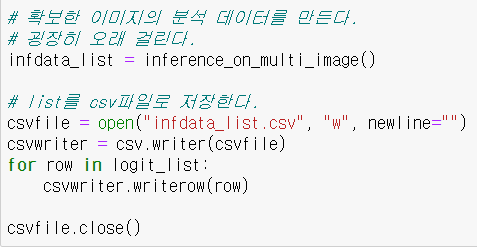 # 확보한 이미지의 분석 데이터를 만든다.
# 굉장히 오래 걸린다.
infdata_list = inference_on_multi_image()

# list를 csv파일로 저장한다.
csvfile = open("infdata_list.csv", "w", newline="")
csvwriter = csv.writer(csvfile)
for row in logit_list:
    csvwriter.writerow(row)

csvfile.close()